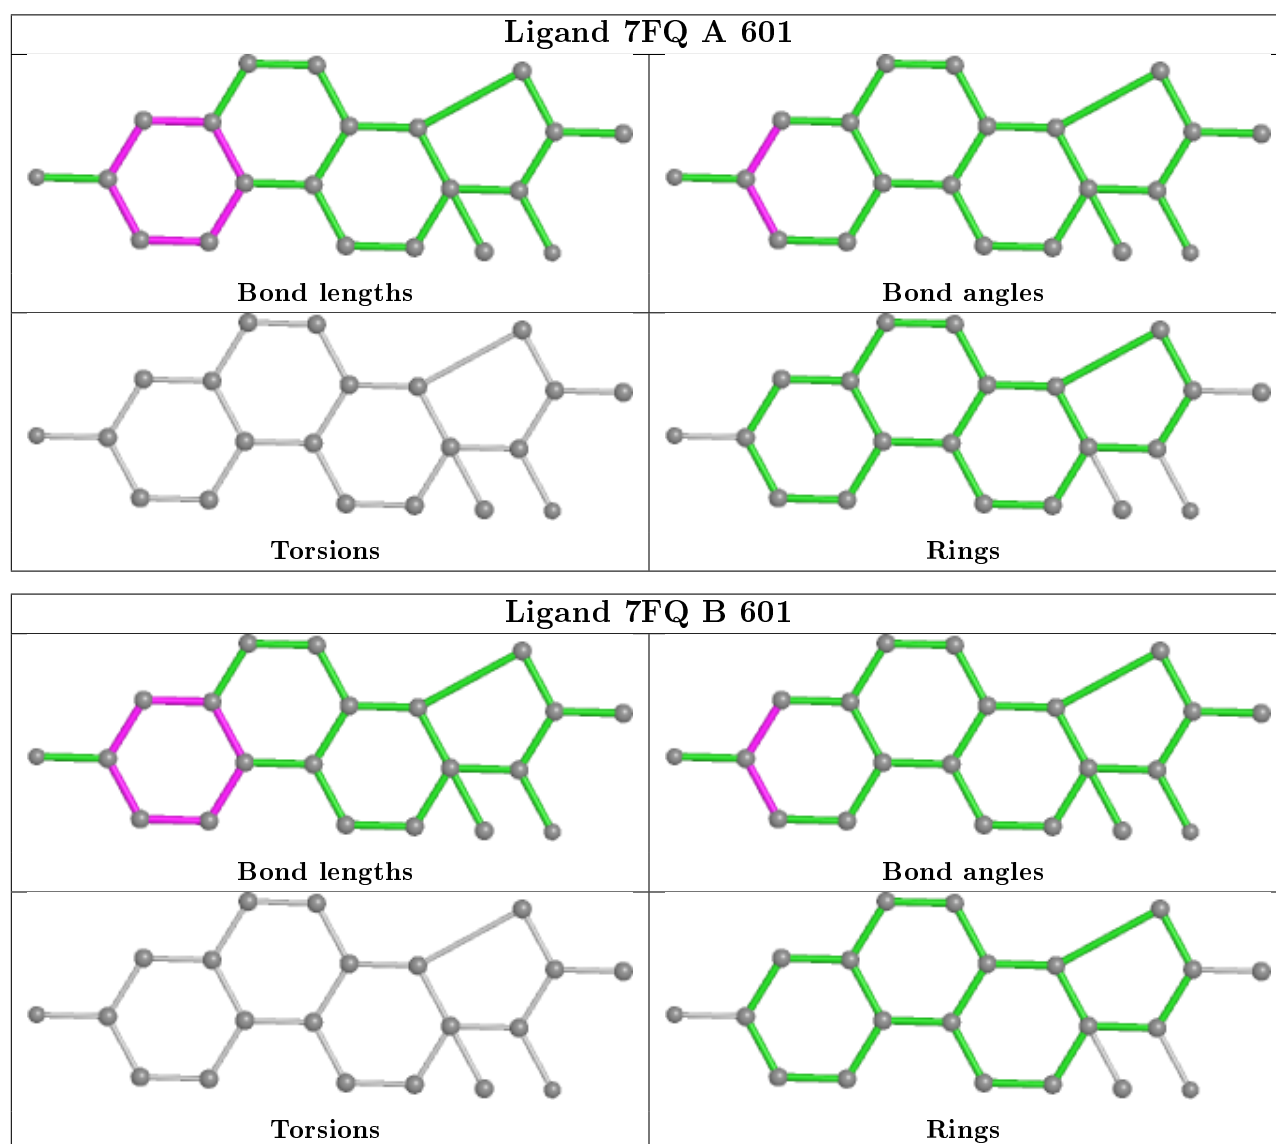 Ligand 7FQ A 601
Bond lengths
Bond angles
Torsions
Rings
Ligand 7FQ B 601
Bond lengths
Bond angles
Torsions
Rings